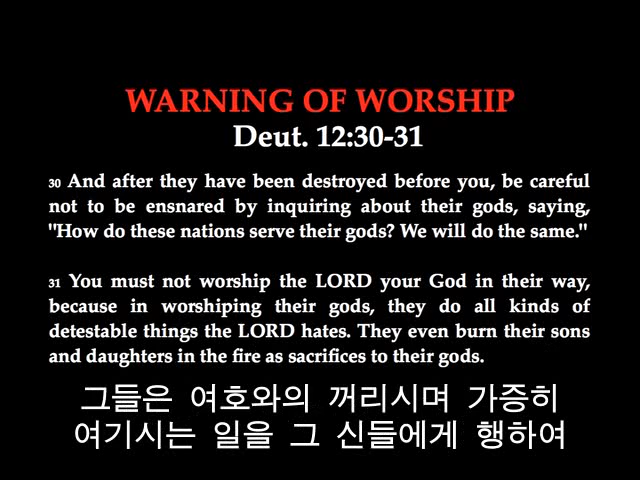 WARNING OF WORSHIP
Deut. 12:30-31
30 And after they have been destroyed before you, be careful
not to be ensnared by inquiring about their gods, saying,
"How do these nations serve their gods? We will do the same."
31 You must not worship the LORD your God in their way,
because in worshiping their gods, they do all kinds of
detestable things the LORD hates. They even burn their sons
and daughters in the fire as sacrifices to their gods.
그들은 여호와의 꺼리시며 가증히
여기시는 일을 그 신들에게 행하여